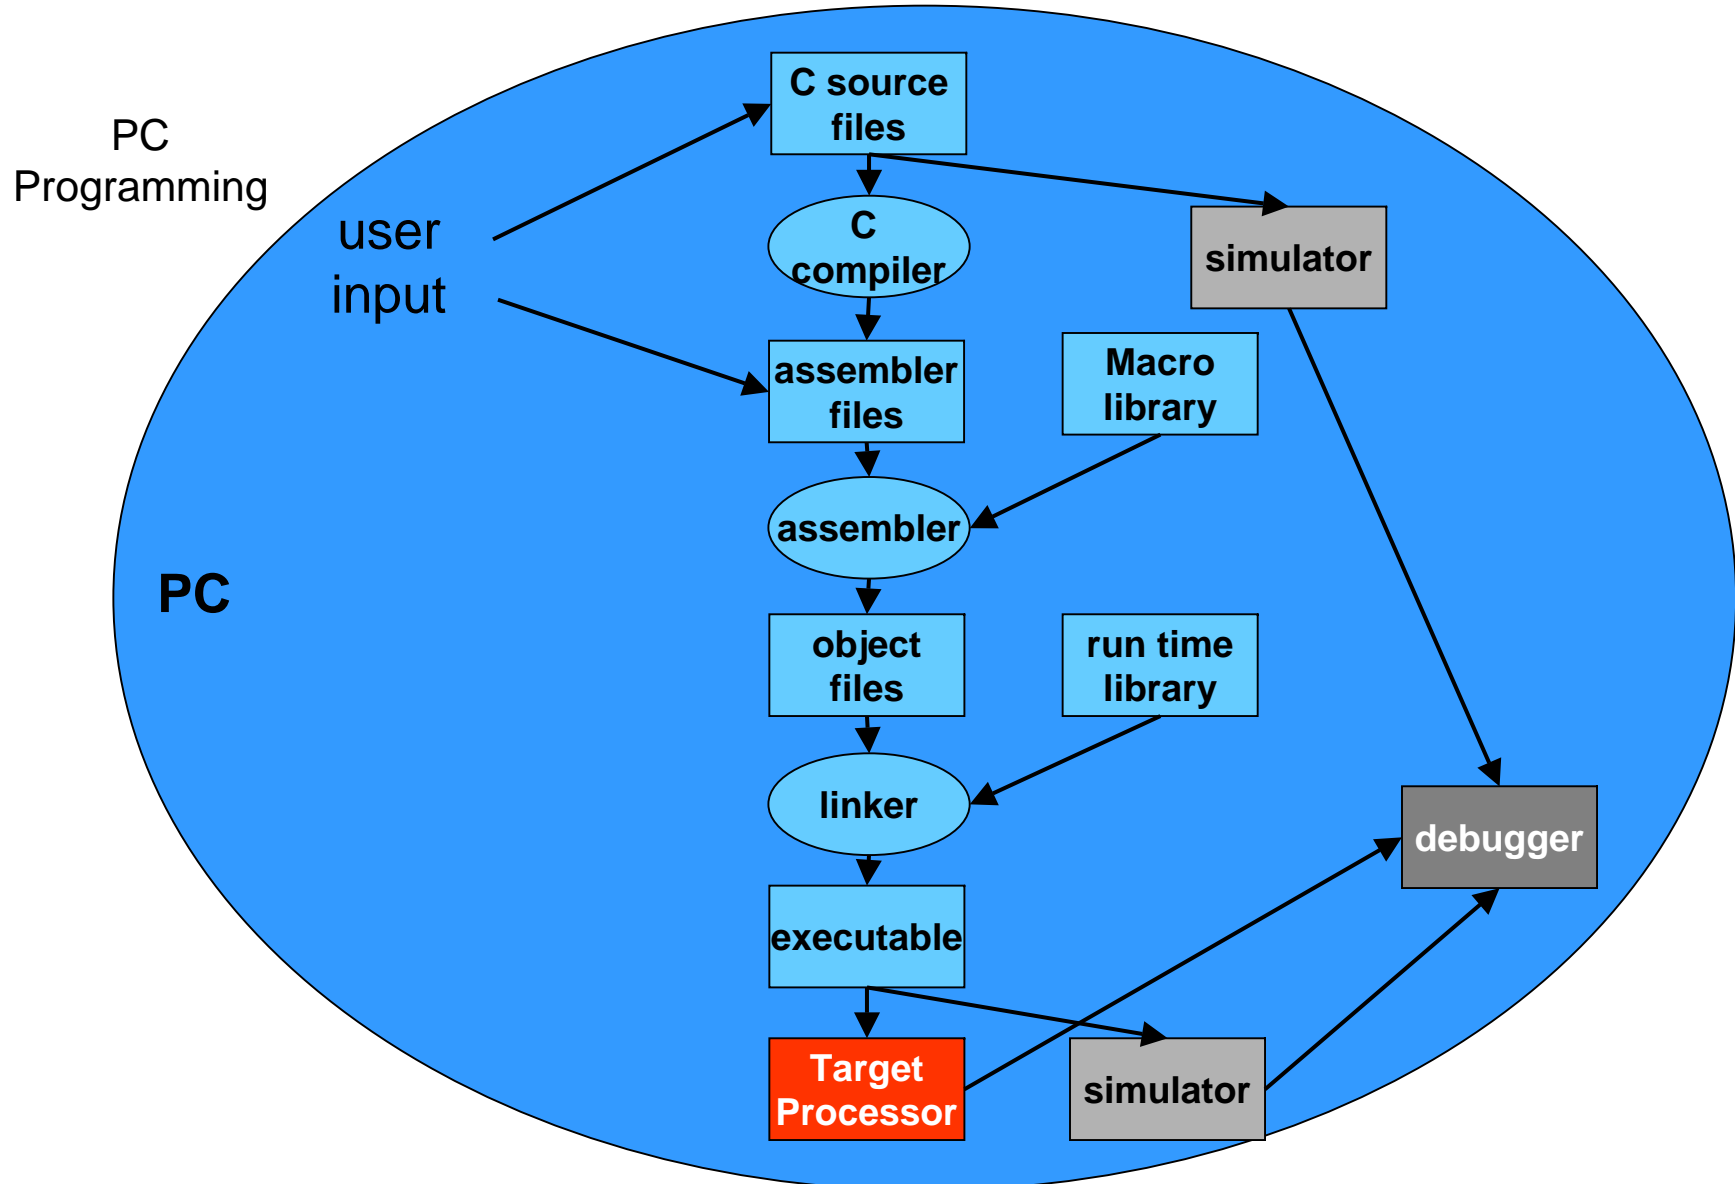 PC
Programming
user
input
C source
files
C
compiler
simulator
assembler
files
Macro
library
assembler
PC
object
files
run time
library
linker
debugger
executable
Target
Processor
simulator